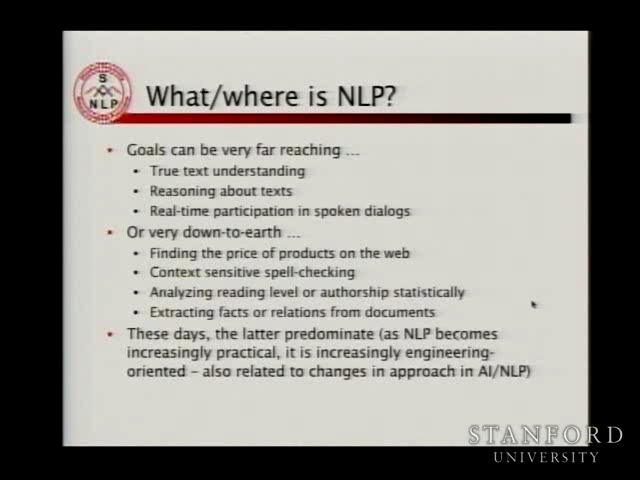 S
NLP
What/where is NLP?
• Goals can be very far reaching ...
• True text understanding
• Reasoning about texts
• Real-time participation in spoken dialogs
• Or very down-to-earth ...
• Finding the price of products on the web
• Context sensitive spell-checking
• Analyzing reading level or authorship statistically
• Extracting facts or relations from documents
• These days, the latter predominate (as NLP becomes
increasingly practical, it is increasingly engineering-
oriented – also related to changes in approach in AI/NLP)
STANFORD
UNIVERSITY